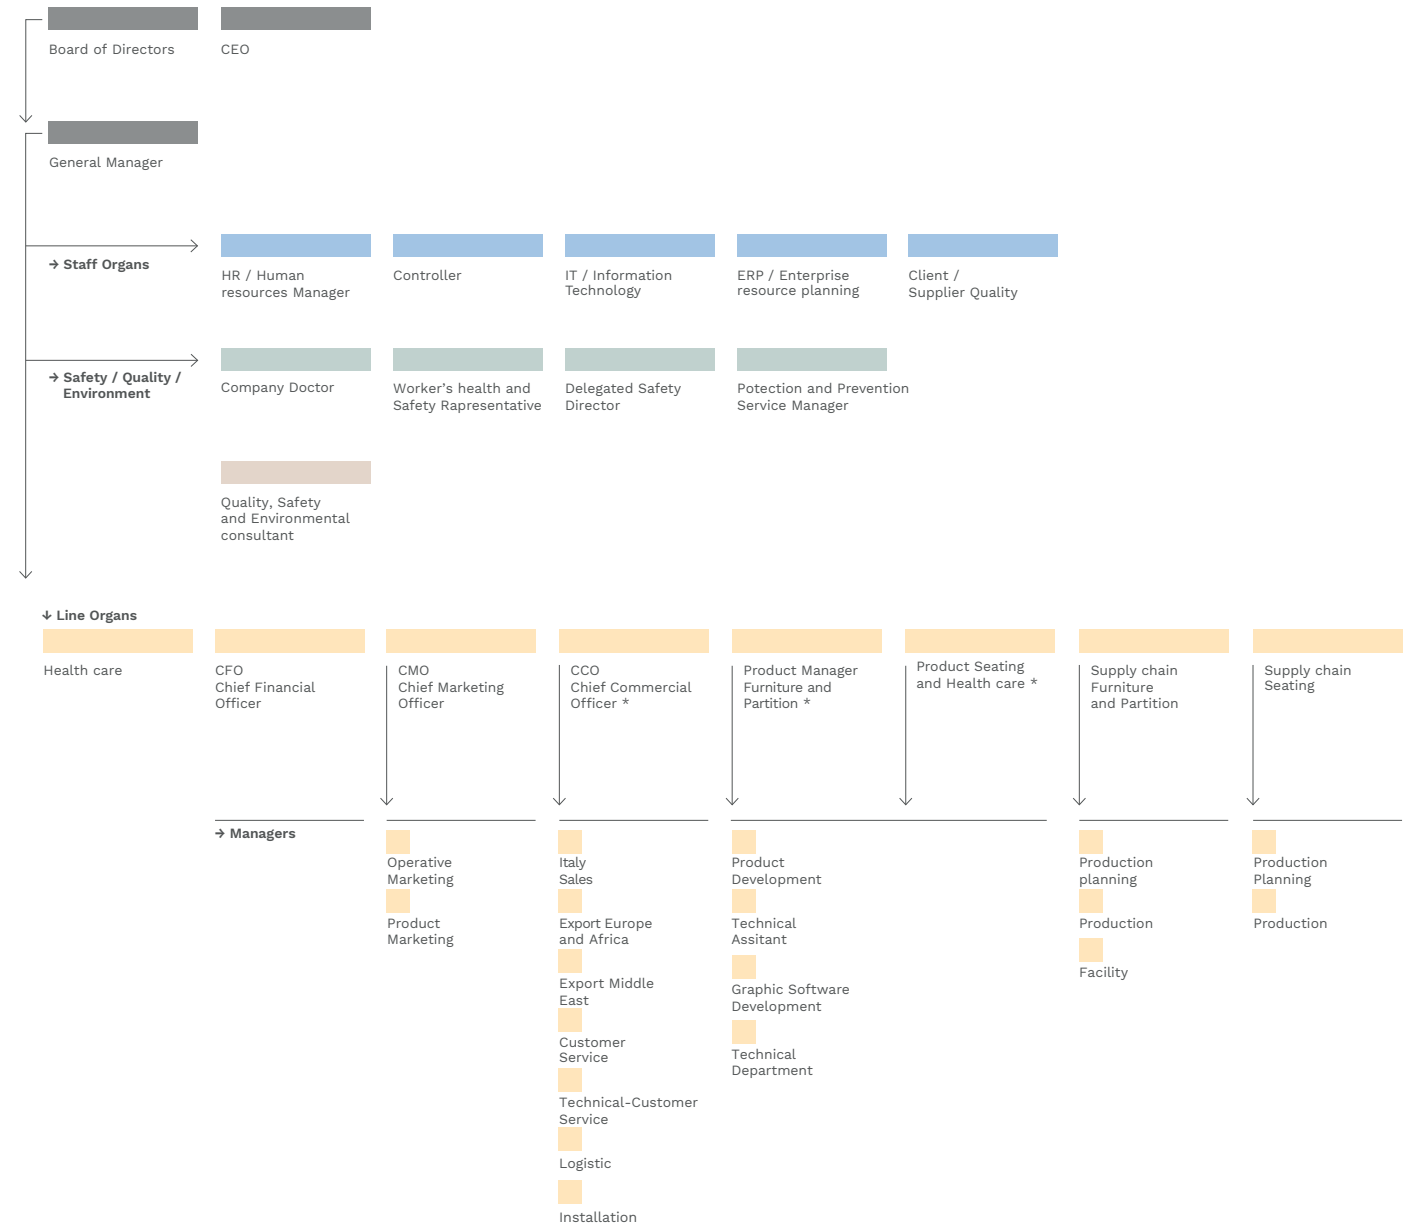 Board of Directors
CEO
General Manager
→ Staff Organs
HR / Human
resources Manager
Controller
IT / Information
Technology
ERP / Enterprise
resource planning
Client /
Supplier Quality
→ Safety / Quality /
Environment
Company Doctor
Worker's health and
Safety Rapresentative
Delegated Safety
Director
Potection and Prevention
Service Manager
Quality, Safety
and Environmental
consultant
↓ Line Organs
Health care
CFO
Chief Financial
Officer
CMO
Chief Marketing
Officer
CCO
Chief Commercial
Officer *
Product Manager
Furniture and
Partition *
Product Seating
and Health care *
Supply chain
Furniture
and Partition
Supply chain
Seating
→ Managers
Operative
Marketing
Product
Marketing
Italy
Sales
Export Europe
and Africa
Export Middle
East
Customer
Service
Technical-Customer
Service
Logistic
Installation
Product
Development
Technical
Assitant
Graphic Software
Development
Technical
Department
Production
planning
Production
Facility
Production
Planning
Production